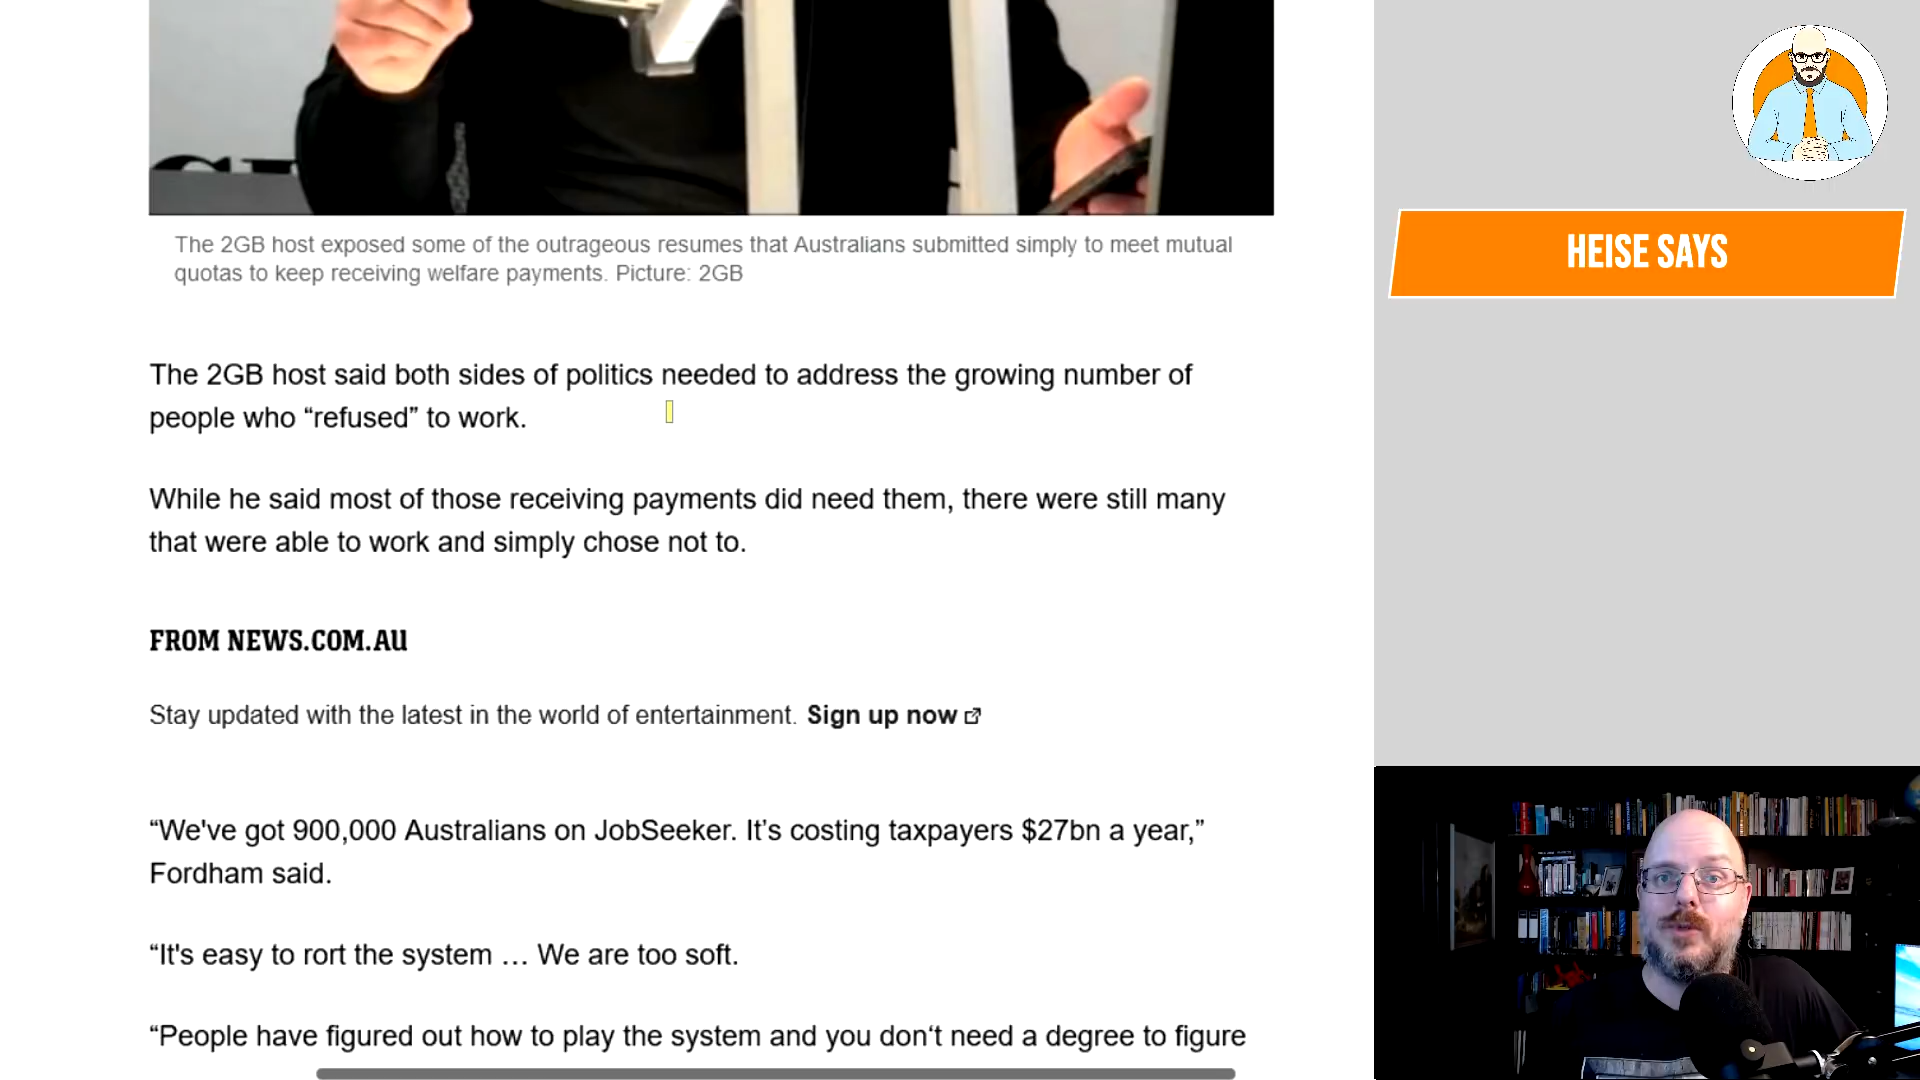 The 2GB host exposed some of the outrageous resumes that Australians submitted simply to meet mutual
quotas to keep receiving welfare payments. Picture: 2GB
The 2GB host said both sides of politics needed to address the growing number of
people who “refused” to work.
While he said most of those receiving payments did need them, there were still many
that were able to work and simply chose not to.
FROM NEWS.COM.AU
Stay updated with the latest in the world of entertainment. Sign up now
“We've got 900,000 Australians on JobSeeker. It’s costing taxpayers $27bn a year,”
Fordham said.
“It's easy to rort the system … We are too soft.
“People have figured out how to play the system and you don‘t need a degree to figure
HEISE SAYS